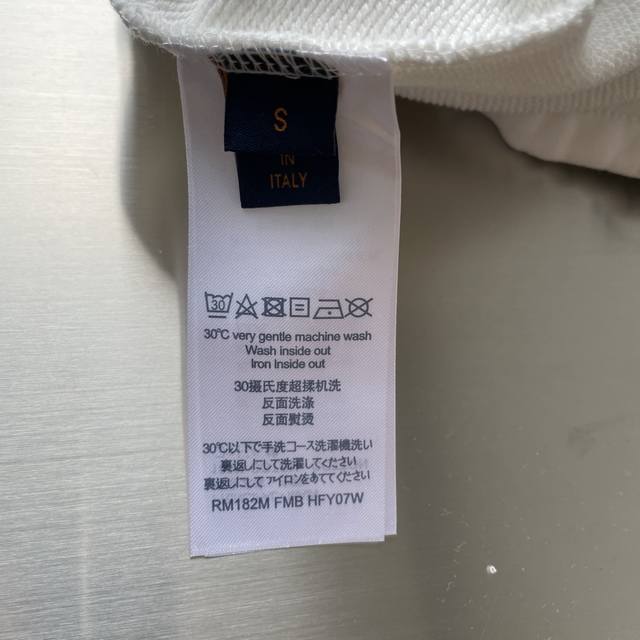 S
IN
ITALY
30
30°C very gentle machine wash
Wash inside out
Iron Inside out
30摄氏度超揉机洗
反面洗涤
反面熨烫
30℃以下で手洗コース洗濯機洗い
裏返しにして洗濯してください
裏返しにしてアイロンをあててください
RM182M FMB HFY07W